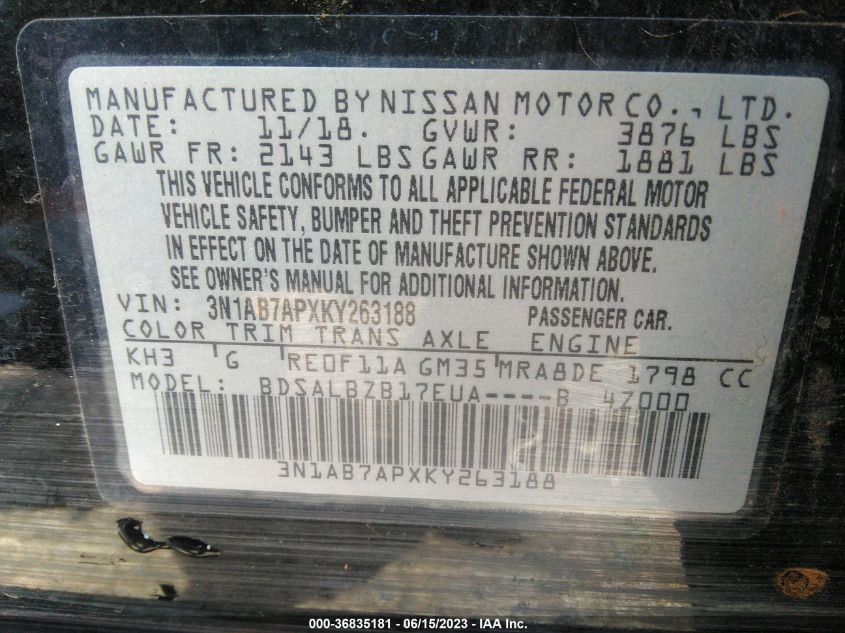 MANUFACTURED BY NISSAN MOTOR CO., LTD.
DATE: 11/18. GVWR: 3876 LBS
GAWR FR: 2143 LBS GAWR RR: 1881 LBS
THIS VEHICLE CONFORMS TO ALL APPLICABLE FEDERAL MOTOR
VEHICLE SAFETY, BUMPER AND THEFT PREVENTION STANDARDS
IN EFFECT ON THE DATE OF MANUFACTURE SHOWN ABOVE.
SEE OWNER'S MANUAL FOR ADDITIONAL INFORMATION.
VIN: 3N1AB7APXKY263188 PASSENGER CAR.
COLOR TRIM TRANS AXLE ENGINE
KH3 G RE0F11A GM35 MRA8DE 1798 CC
MODEL: BDSALBZB17EUA----B 4Z000
3N1AB7APXKY263188
000-36835181 - 06/15/2023 - IAA Inc.